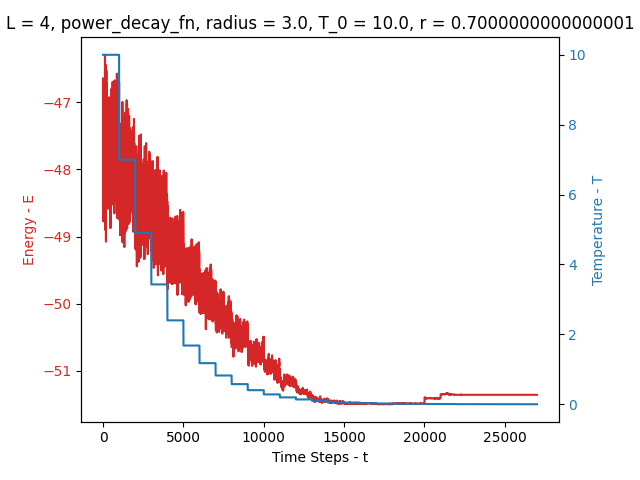 L = 4, power_decay_fn, radius = 3.0, T_0 = 10.0, r = 0.7000000000000001
−47
−48
−49
−50
−51
Energy - E
10
8
6
4
2
0
Temperature - T
0 5000 10000 15000 20000 25000
Time Steps - t